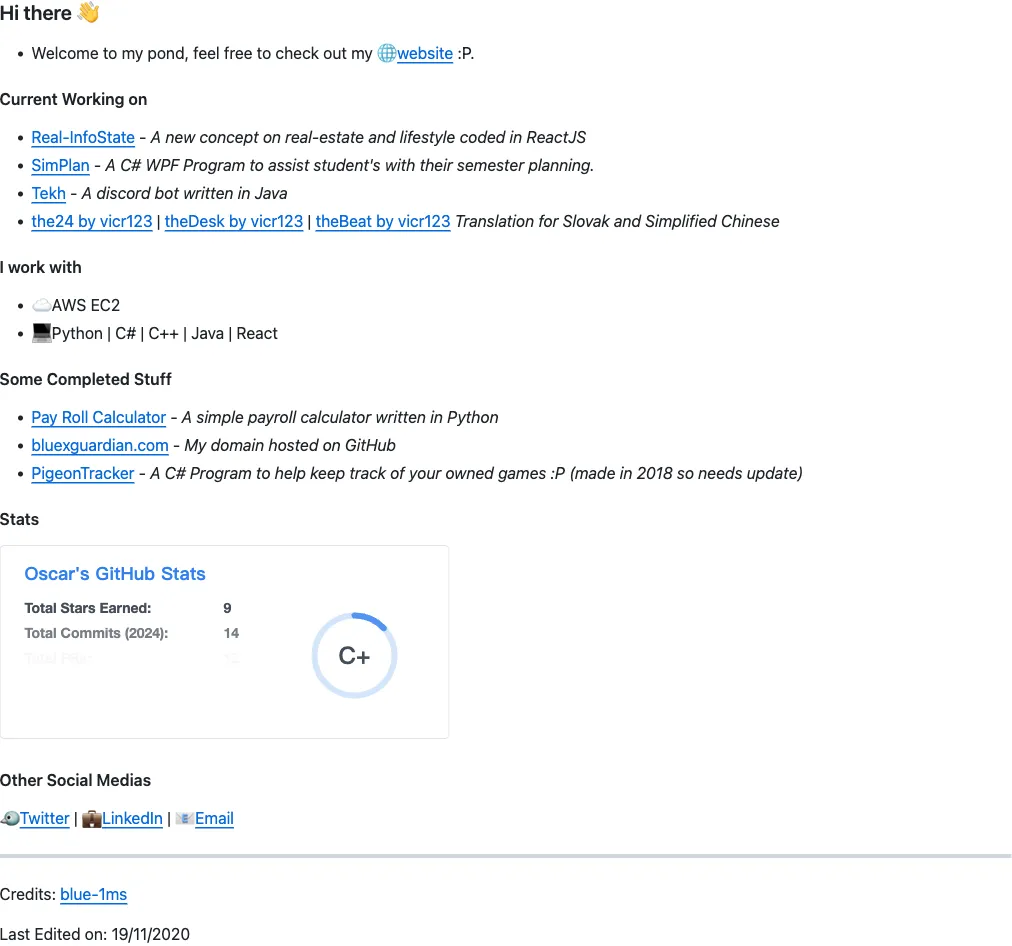 Hi there 👋
Welcome to my pond, feel free to check out my 🌐website :P.
Current Working on
Real-InfoState - A new concept on real-estate and lifestyle coded in ReactJS
SimPlan - A C# WPF Program to assist student's with their semester planning.
Tekh - A discord bot written in Java
the24 by vicr123 | theDesk by vicr123 | theBeat by vicr123 Translation for Slovak and Simplified Chinese
I work with
☁️AWS EC2
💻Python | C# | C++ | Java | React
Some Completed Stuff
Pay Roll Calculator - A simple payroll calculator written in Python
bluexguardian.com - My domain hosted on GitHub
PigeonTracker - A C# Program to help keep track of your owned games :P (made in 2018 so needs update)
Stats
Oscar's GitHub Stats
Total Stars Earned: 9
Total Commits (2024): 14
Total PRs:
C+
Other Social Medias
🐦Twitter | 💼LinkedIn | 📧Email
Credits: blue-1ms
Last Edited on: 19/11/2020